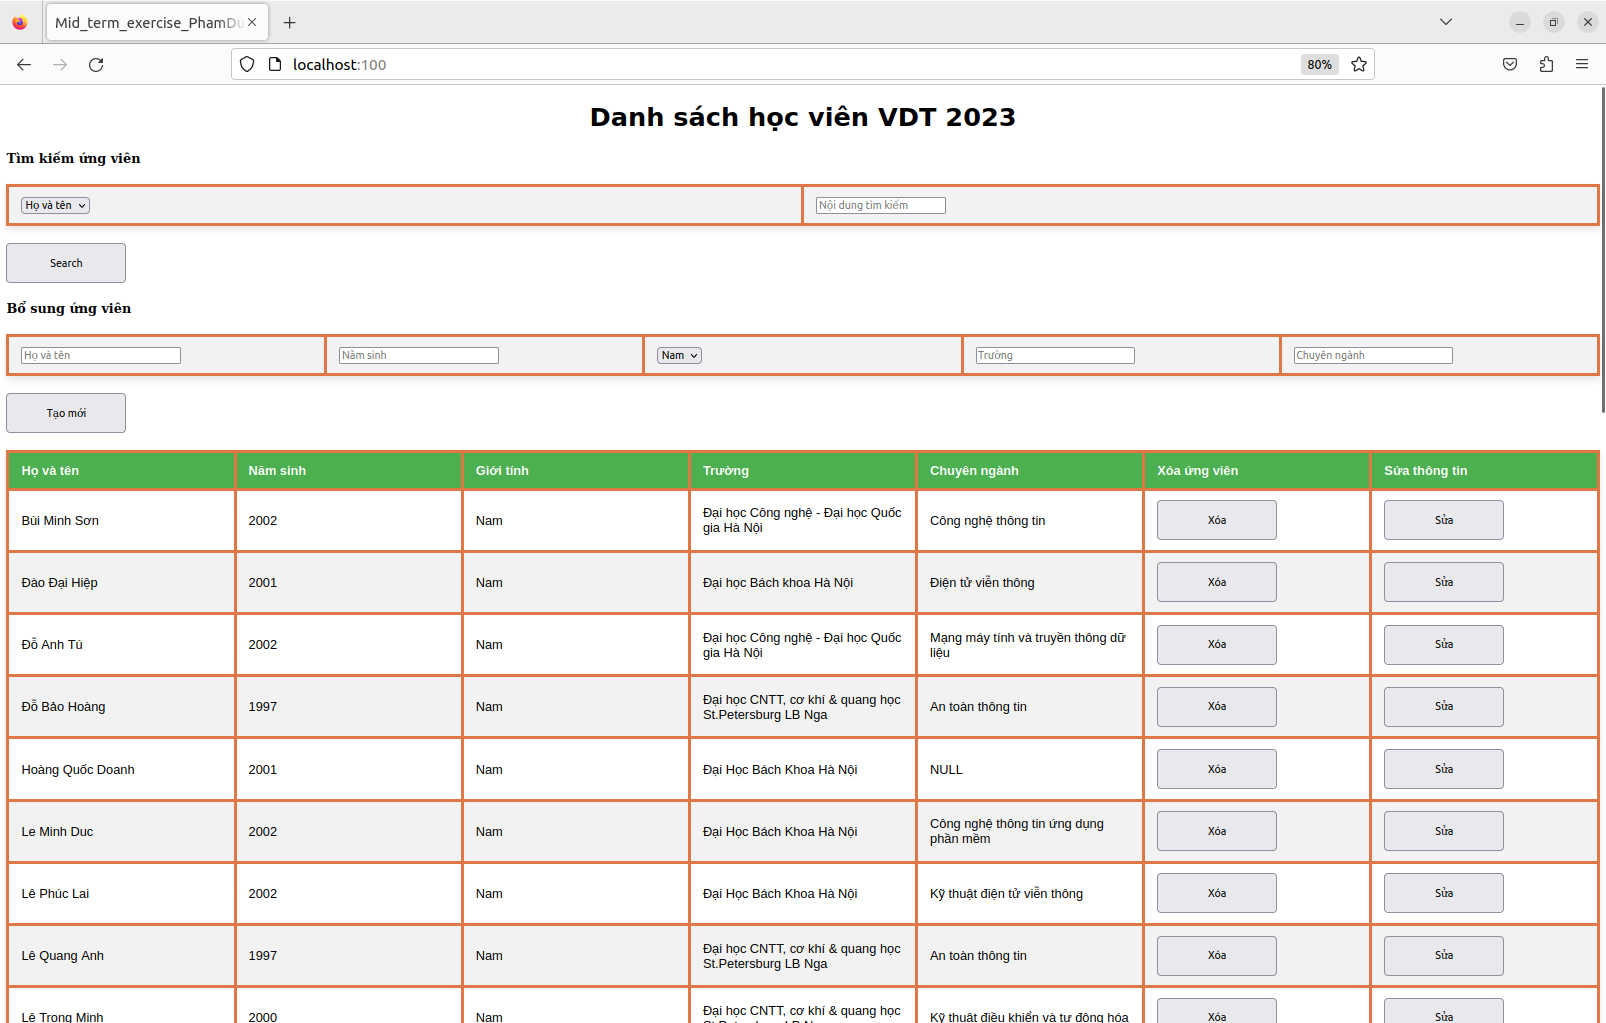 Mid_term_exercise_PhamDu
localhost:100
80%
Danh sách học viên VDT 2023
Tìm kiếm ứng viên
Họ và tên
Nội dung tìm kiếm
Search
Bổ sung ứng viên
Họ và tên
Năm sinh
Nam
Trường
Chuyên ngành
Tạo mới
Họ và tên Năm sinh Giới tính Trường Chuyên ngành Xóa ứng viên Sửa thông tin
Bùi Minh Sơn 2002 Nam Đại học Công nghệ - Đại học Quốc
gia Hà Nội
Công nghệ thông tin Xóa Sửa
Đào Đại Hiệp 2001 Nam Đại học Bách khoa Hà Nội Điện tử viễn thông Xóa Sửa
Đỗ Anh Tú 2002 Nam Đại học Công nghệ - Đại học Quốc
gia Hà Nội
Mạng máy tính và truyền thông dữ
liệu
Xóa Sửa
Đỗ Bảo Hoàng 1997 Nam Đại học CNTT, cơ khí & quang học
St.Petersburg LB Nga
An toàn thông tin Xóa Sửa
Hoàng Quốc Doanh 2001 Nam Đại Học Bách Khoa Hà Nội NULL Xóa Sửa
Le Minh Duc 2002 Nam Đại Học Bách Khoa Hà Nội Công nghệ thông tin ứng dụng
phần mềm
Xóa Sửa
Lê Phúc Lai 2002 Nam Đại Học Bách Khoa Hà Nội Kỹ thuật điện tử viễn thông Xóa Sửa
Lê Quang Anh 1997 Nam Đại học CNTT, cơ khí & quang học
St.Petersburg LB Nga
An toàn thông tin Xóa Sửa
Lê Trọng Minh 2000 Nam Đại học CNTT, cơ khí & quang học
St.Petersburg LB Nga
Kỹ thuật điều khiển và tự động hóa Xóa Sửa